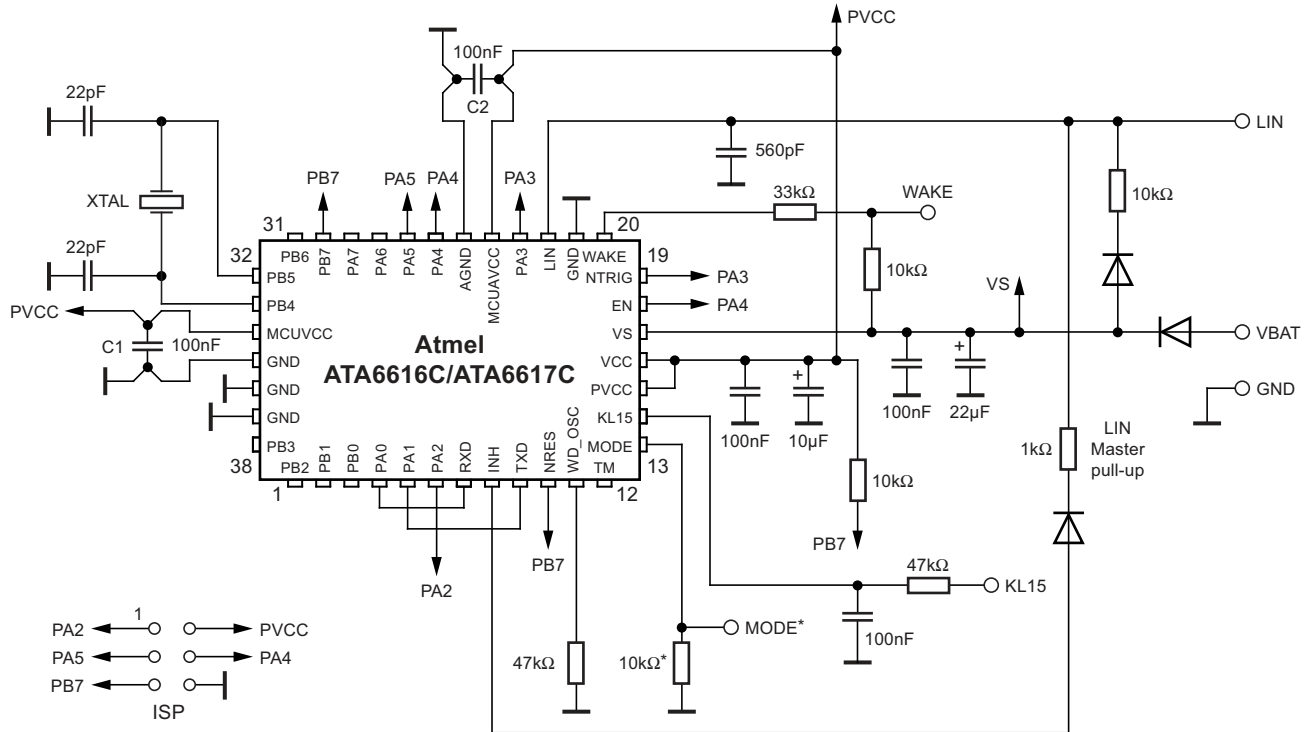 PVCC
100nF
C2
22pF
LIN
560pF
PB7
PA5
PA4
PA3
XTAL
33kΩ
WAKE
10kΩ
31
20
32
PB6
PB7
PA7
PA6
PA5
PA4
AGND
MCUAVCC
PA3
LIN
GND
WAKE
19
22pF
PB5
NTRIG
PA3
10kΩ
PB4
EN
PA4
VS
PVCC
MCUVCC
VS
VBAT
C1
100nF
GND
Atmel
ATA6616C/ATA6617C
VCC
+
+
GND
PVCC
GND
100nF
22µF
GND
KL15
100nF
10µF
LIN
Master
pull-up
1kΩ
PB3
MODE
38
PB2
PB1
PB0
PA0
PA1
PA2
RXD
INH
TXD
NRES
WD_OSC
TM
13
1
12
10kΩ
PB7
PB7
PA2
47kΩ
KL15
1
PA2
PVCC
MODE*
100nF
PA5
PA4
47kΩ
10kΩ*
PB7
ISP